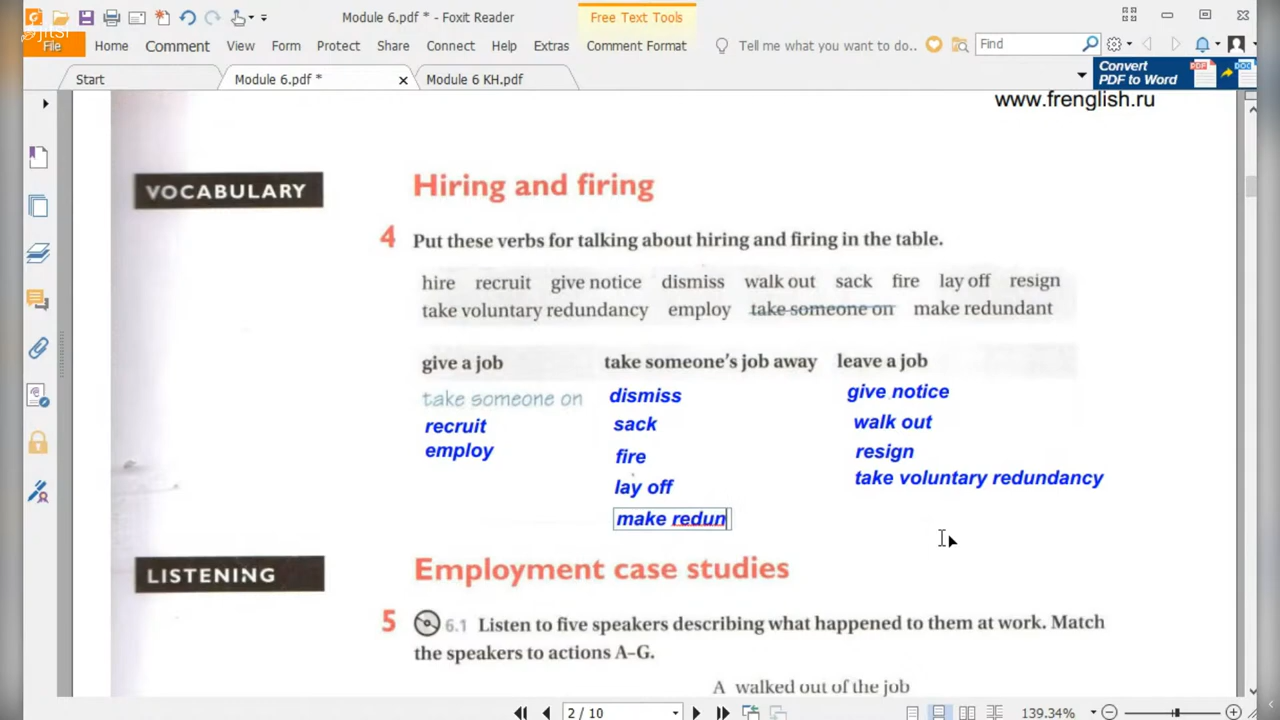 Module 6.pdf * - Foxit Reader
Free Text Tools
jitsi
File Home Comment View Form Protect Share Connect Help Extras Comment Format Tell me what you want to do.. Find
Start Module 6.pdf * Module 6 KH.pdf
Convert
PDF to Word
PDF DOC
www.frenglish.ru
VOCABULARY
Hiring and firing
4 Put these verbs for talking about hiring and firing in the table.
hire recruit give notice dismiss walk out sack fire lay off resign
take voluntary redundancy employ take someone on make redundant
give a job take someone's job away leave a job
take someone on dismiss give notice
recruit sack walk out
employ fire resign
lay off take voluntary redundancy
make redun
LISTENING
Employment case studies
5 6.1 Listen to five speakers describing what happened to them at work. Match
the speakers to actions A–G.
A walked out of the job
2 / 10 139.34%